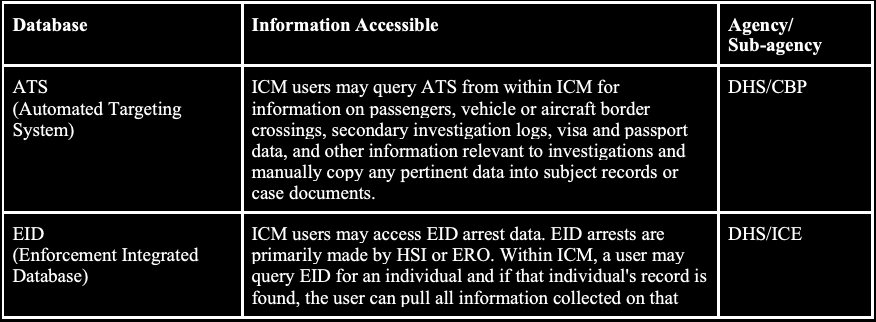 Database
Information Accessible
Agency/
Sub-agency
ATS
(Automated Targeting
System)
ICM users may query ATS from within ICM for
information on passengers, vehicle or aircraft border
crossings, secondary investigation logs, visa and passport
data, and other information relevant to investigations and
manually copy any pertinent data into subject records or
case documents.
DHS/CBP
EID
(Enforcement Integrated
Database)
ICM users may access EID arrest data. EID arrests are
primarily made by HSI or ERO. Within ICM, a user may
query EID for an individual and if that individual's record is
found, the user can pull all information collected on that
DHS/ICE